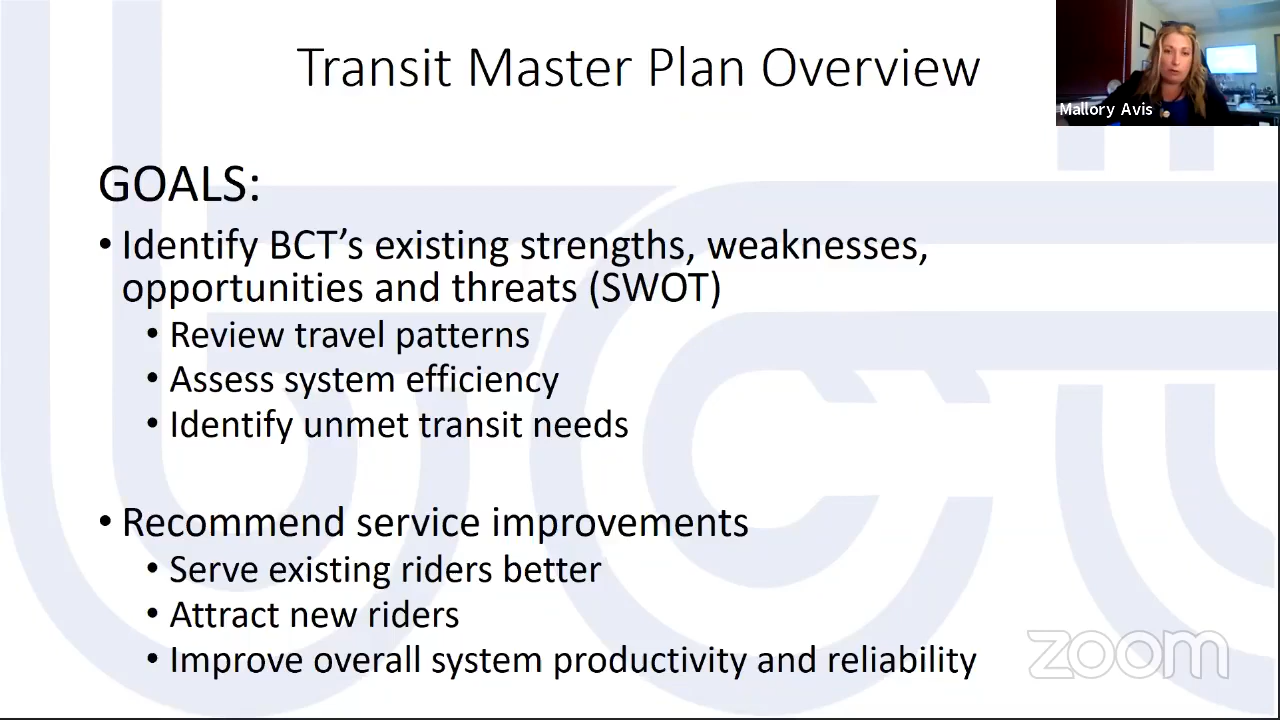 Transit Master Plan Overview
Mallory Avis
GOALS:
• Identify BCT’s existing strengths, weaknesses,
opportunities and threats (SWOT)
• Review travel patterns
• Assess system efficiency
• Identify unmet transit needs
• Recommend service improvements
• Serve existing riders better
• Attract new riders
• Improve overall system productivity and reliability
zoom